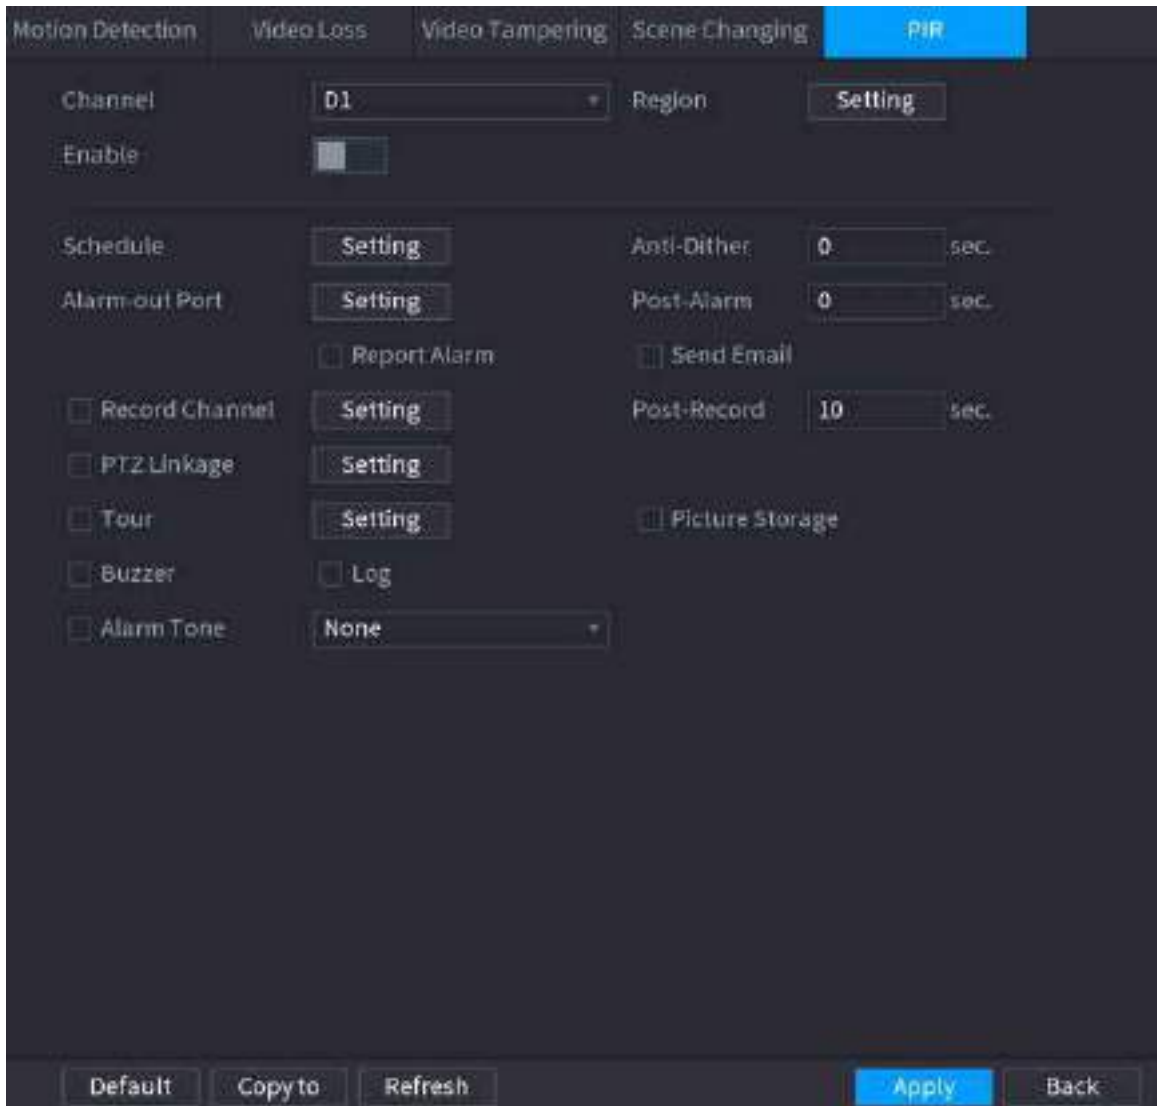 Motion Detection Video Loss Video Tampering Scene Changing PIR
Channel D1 Region Setting
Enable
Schedule Setting Anti-Dither 0 sec.
Alarm-out Port Setting Post-Alarm 0 sec.
Report Alarm Send Email
Record Channel Setting Post-Record 10 sec.
PTZ Linkage Setting
Tour Setting Picture Storage
Buzzer Log
Alarm Tone None
Default Copy to Refresh Apply Back